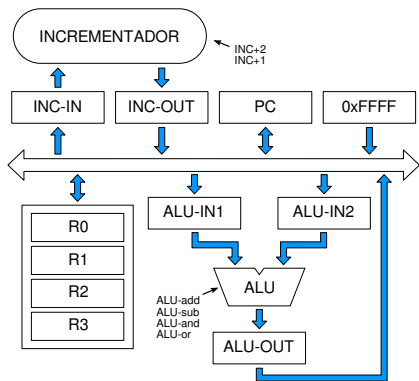 INCREMENTADOR
INC+2
INC+1
INC-IN
INC-OUT
PC
0xFFFF
R0
R1
R2
R3
ALU-IN1
ALU-IN2
ALU
ALU-add
ALU-sub
ALU-and
ALU-or
ALU-OUT